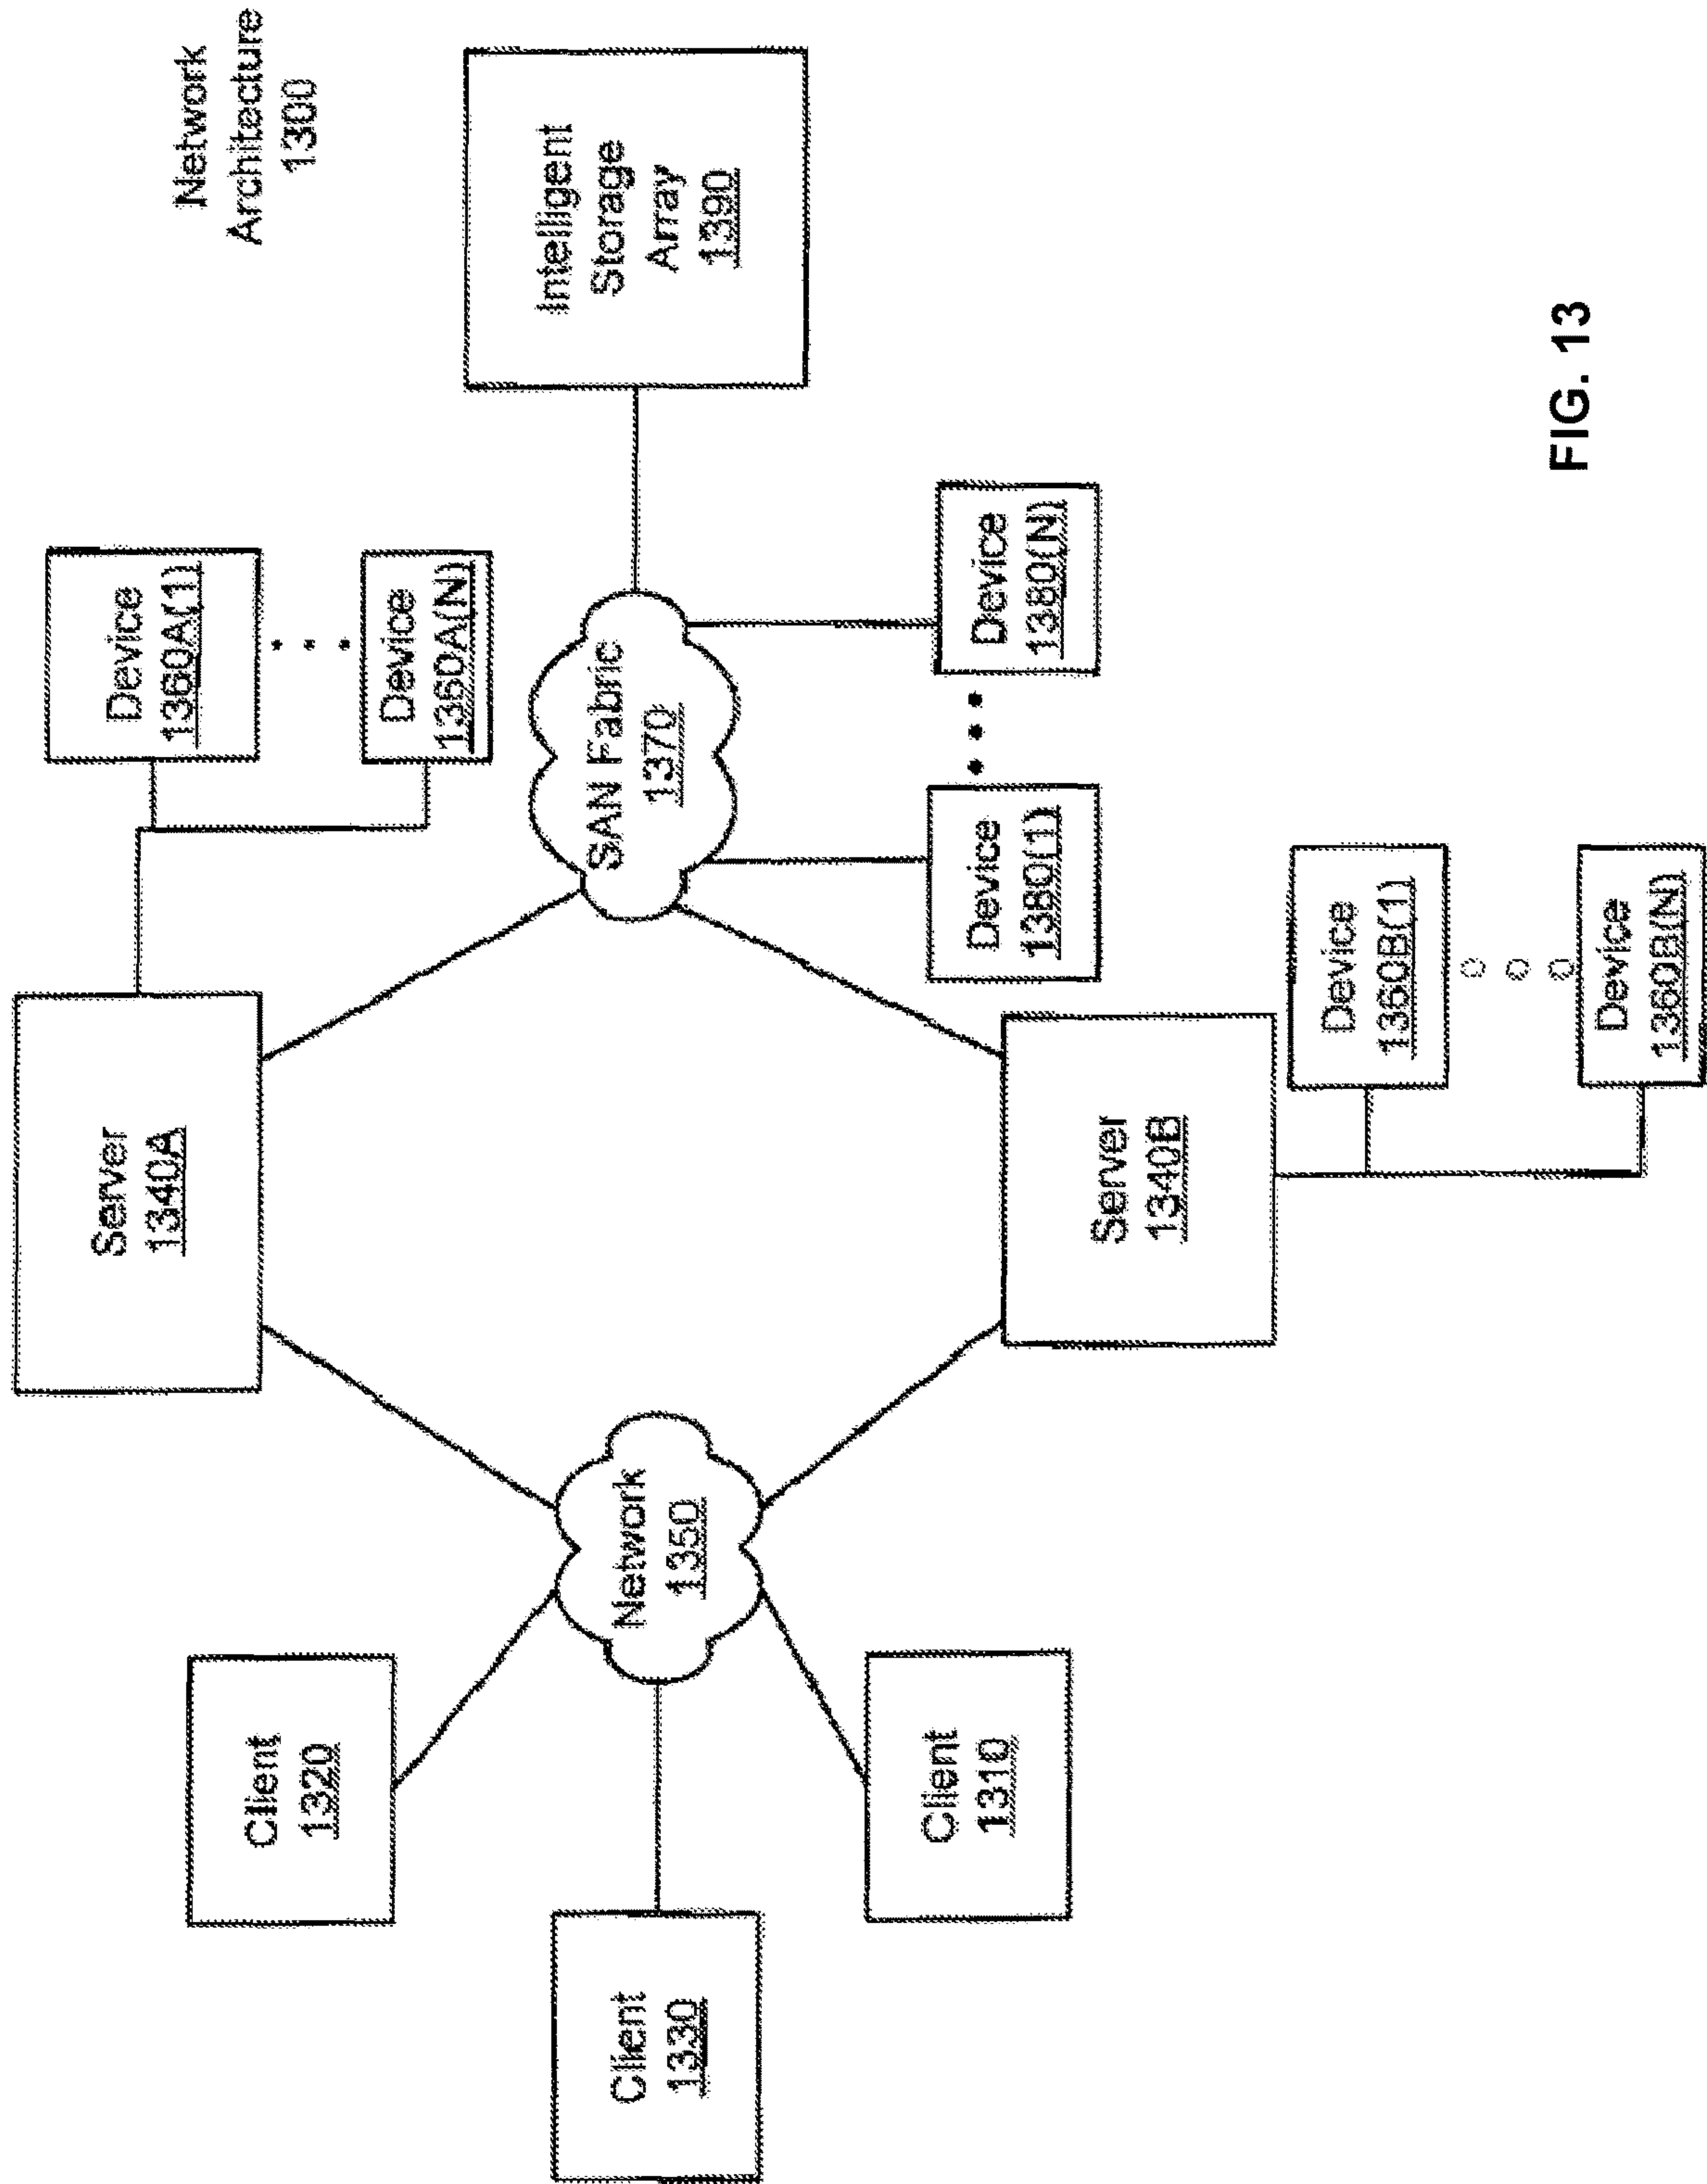 Network
Architecture
1300
Device
1360A(1)
Device
1360A(N)
Server
1340A
Client
1320
Intelligent
Storage
Array
1390
SAN Fabric
1370
Network
1350
Client
1330
Device
1380(1)
Device
1380(N)
Client
1310
Server
1340B
Device
1360B(1)
Device
1360B(N)
FIG. 13